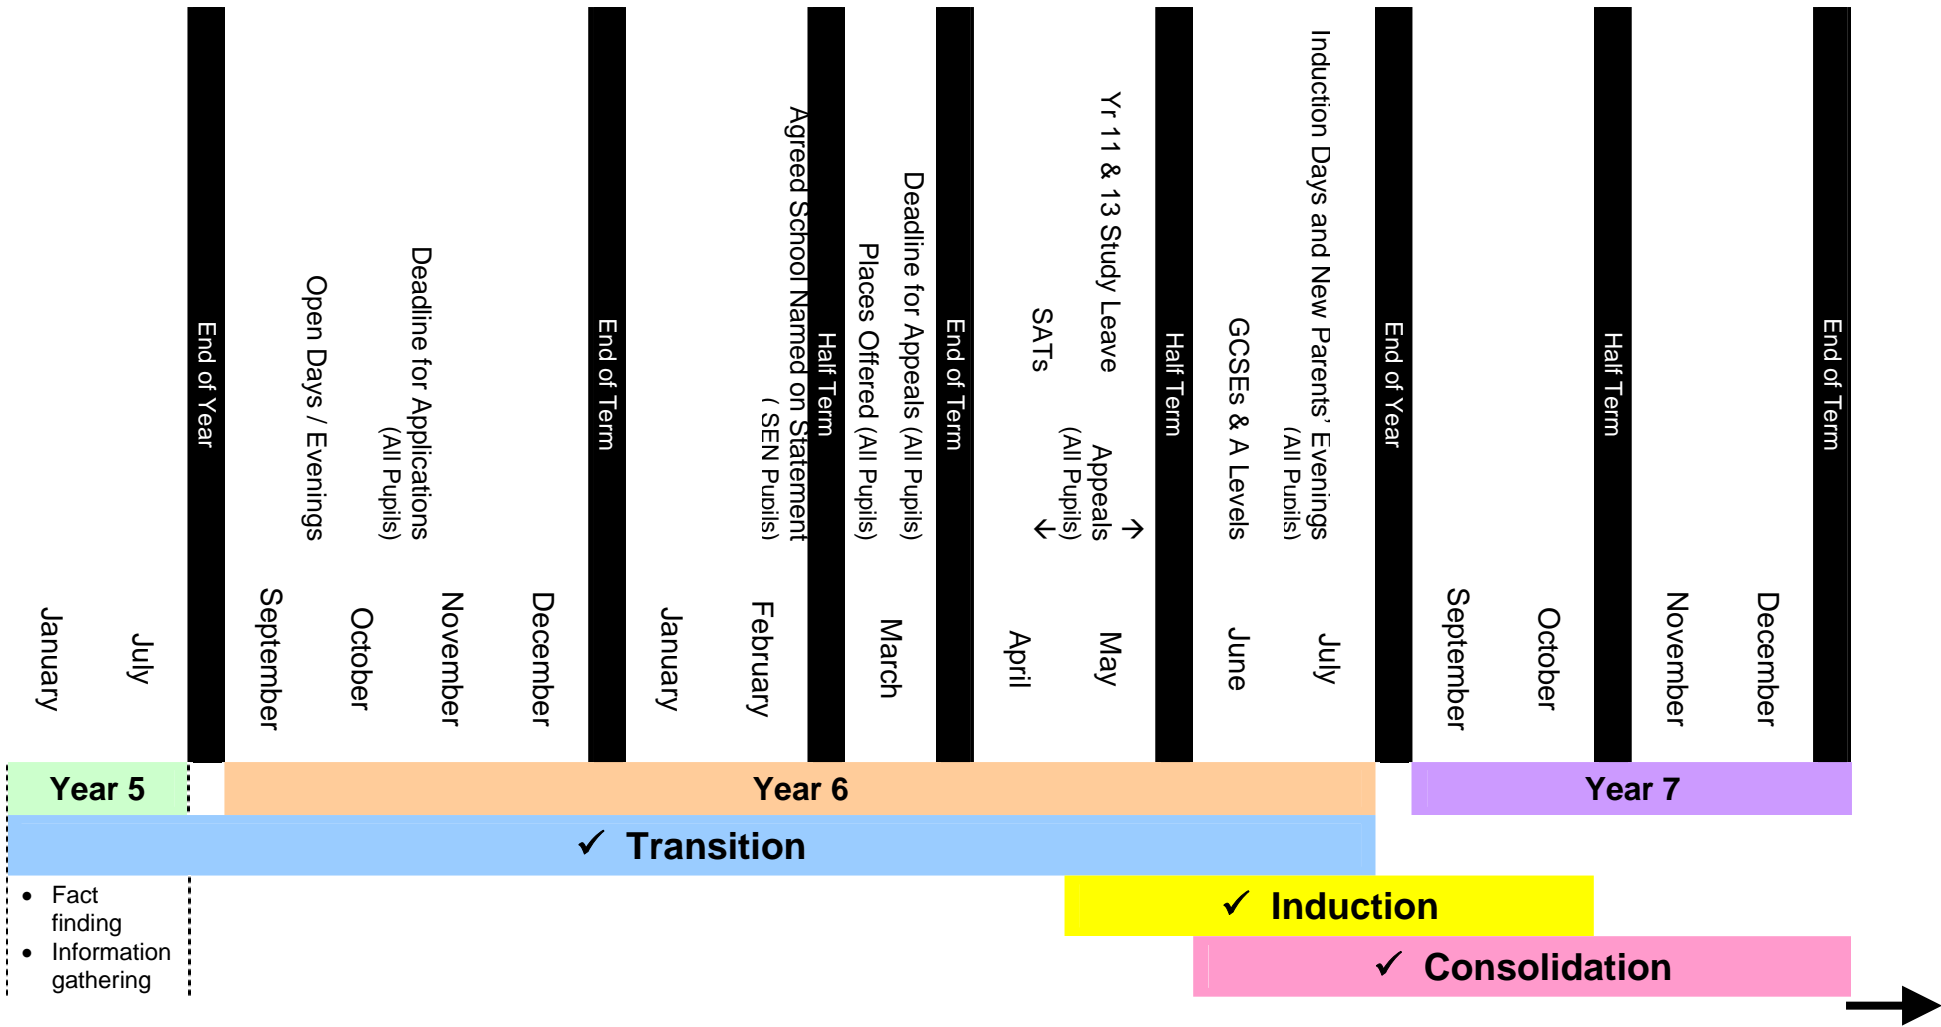 End of Year
Open Days / Evenings
Deadline for Applications
(All Pupils)
End of Term
Agreed School Named on Statement
( SEN Pupils)
Half Term
Places Offered (All Pupils)
Deadline for Appeals (All Pupils)
End of Term
SATs
Yr 11 & 13 Study Leave
Appeals
(All Pupils)
← →
Half Term
GCSEs & A Levels
Induction Days and New Parents’ Evenings
(All Pupils)
End of Year
Half Term
End of Term
January
July
September
October
November
December
January
February
March
April
May
June
July
September
October
November
December
Year 5
Year 6
Year 7
✓ Transition
• Fact
finding
• Information
gathering
✓ Induction
✓ Consolidation